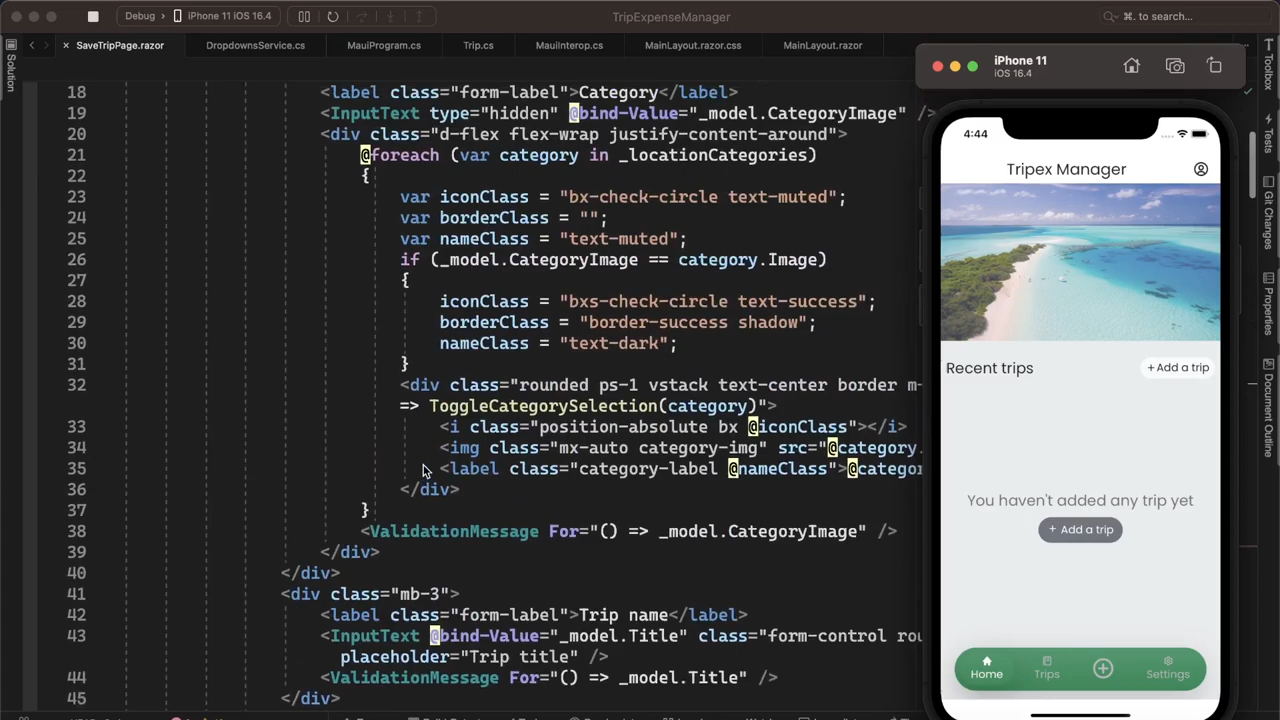 Debug > iPhone 11 iOS 16.4
TripExpenseManager
⌘. to search...
Solution
SaveTripPage.razor
DropdownsService.cs
MauiProgram.cs
Trip.cs
MauiInterop.cs
MainLayout.razor.css
MainLayout.razor
18 <label class="form-label">Category</label>
19 <InputText type="hidden" @bind-Value="_model.CategoryImage" />
20 <div class="d-flex flex-wrap justify-content-around">
21 @foreach (var category in _locationCategories)
22 {
23 var iconClass = "bx-check-circle text-muted";
24 var borderClass = "";
25 var nameClass = "text-muted";
26 if (_model.CategoryImage == category.Image)
27 {
28 iconClass = "bxs-check-circle text-success";
29 borderClass = "border-success shadow";
30 nameClass = "text-dark";
31 }
32 <div class="rounded ps-1 vstack text-center border m-
=> ToggleCategorySelection(category)">
33 <i class="position-absolute bx @iconClass"></i>
34 <img class="mx-auto category-img" src="@category.
35 <label class="category-label @nameClass">@catego
36 </div>
37 }
38 <ValidationMessage For="() => _model.CategoryImage" />
39 </div>
40 </div>
41 <div class="mb-3">
42 <label class="form-label">Trip name</label>
43 <InputText @bind-Value="_model.Title" class="form-control rou
placeholder="Trip title" />
44 <ValidationMessage For="() => _model.Title" />
45 </div>
iPhone 11
iOS 16.4
4:44
Tripex Manager
Recent trips
+ Add a trip
You haven't added any trip yet
+ Add a trip
Home
Trips
Settings
Toolbox
Tests
Git Changes
Properties
Document Outline